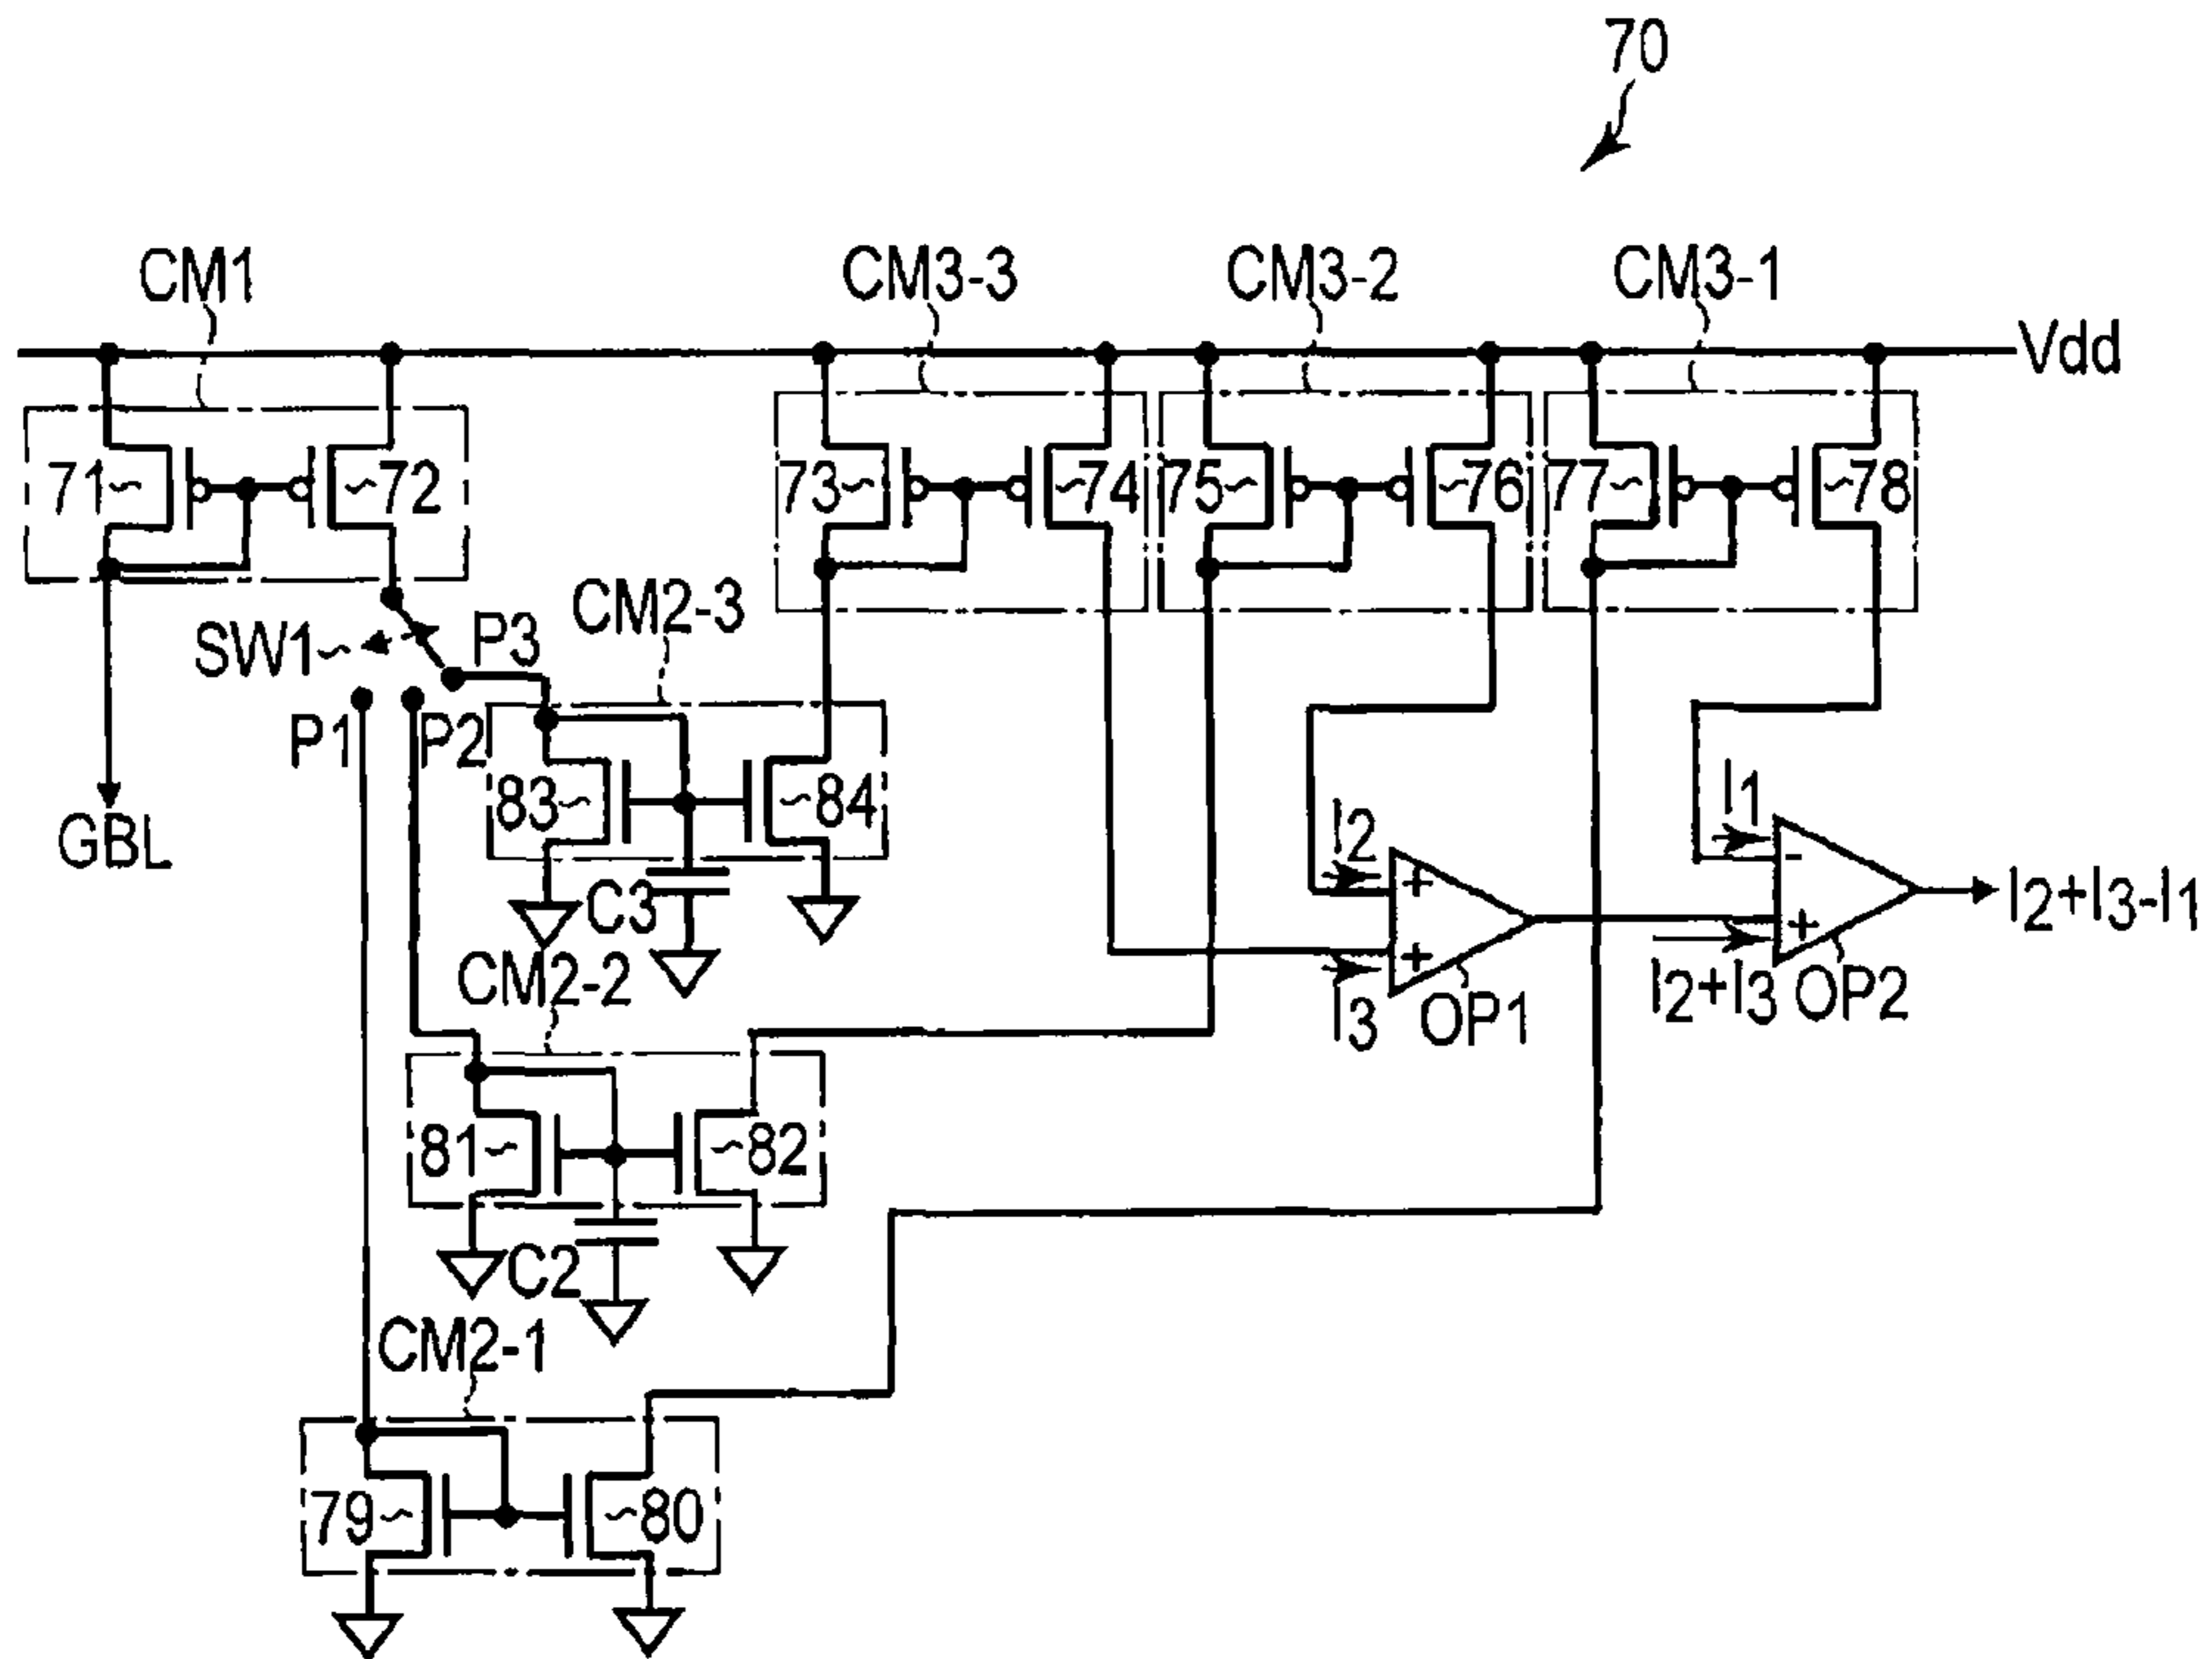 70
CM1
CM3-3
CM3-2
CM3-1
Vdd
71
72
73
74
75
76
77
78
SW1
P3
CM2-3
P1
P2
83
84
GBL
C3
I2
I1
+
-
+
+
I2+I3-I1
I3
OP1
I2+I3
OP2
CM2-2
81
82
C2
CM2-1
79
80